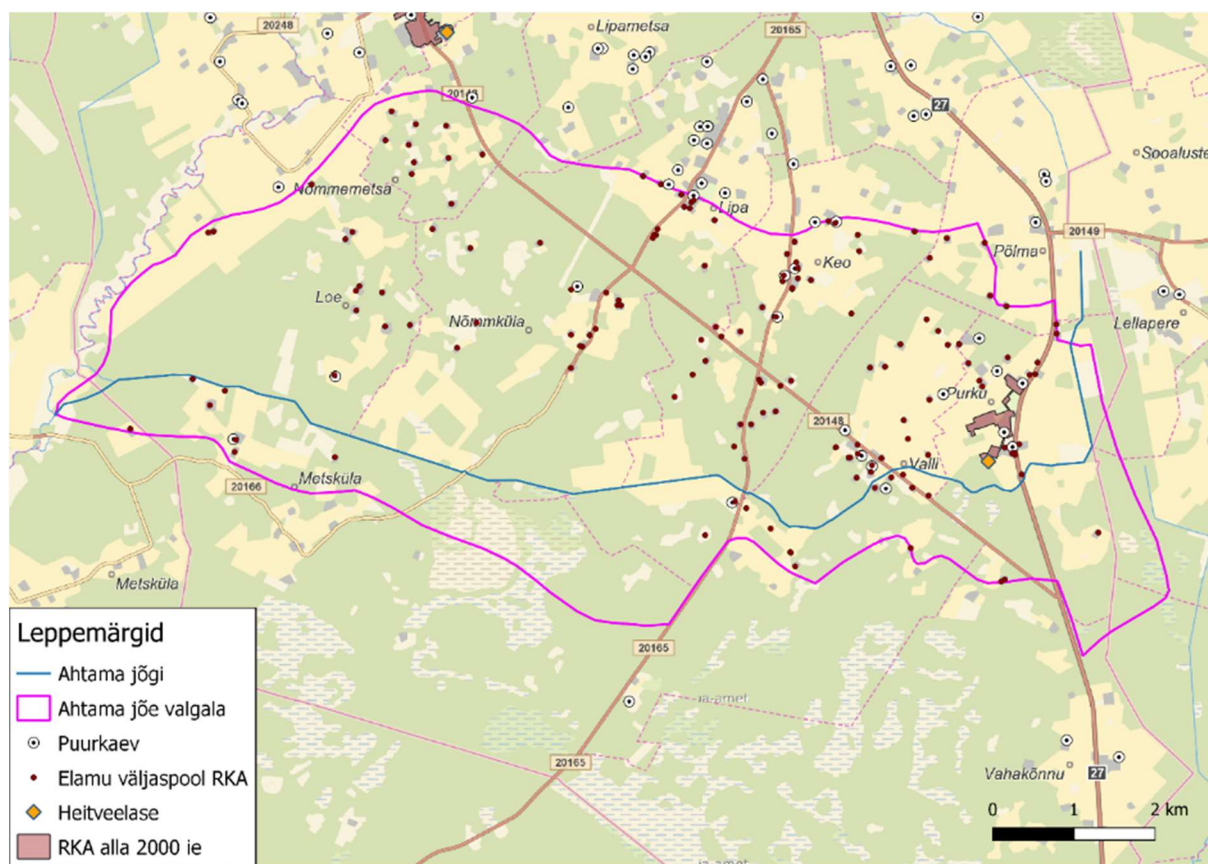 20248
Lipametsa
20165
20148
27
Sooaluste
Nõmmemetsa
Lipa
20149
Põlma
Keo
Loe
Lellapere
Nõmmküla
Purku
20148
Valli
20166
Metsküla
Metsküla
20165
20165
Vahakõnnu
27
Leppemärgid
Ahtama jõgi
Ahtama jõe valgala
Puurkaev
Elamu väljaspool RKA
Heitveelase
RKA alla 2000 ie
0 1 2 km